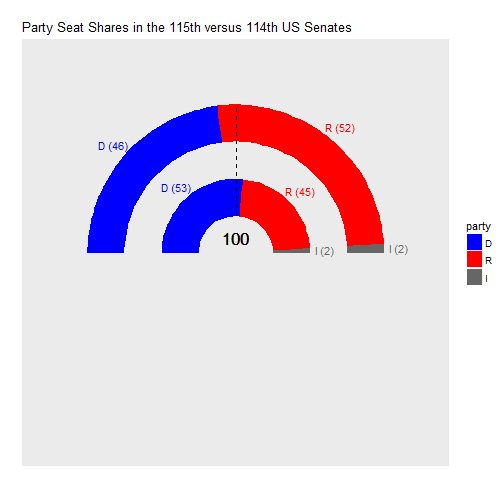 Party Seat Shares in the 115th versus 114th US Senates
R (52)
D (46)
D (53)
R (45)
100
I (2)
I (2)
party
D
R
I